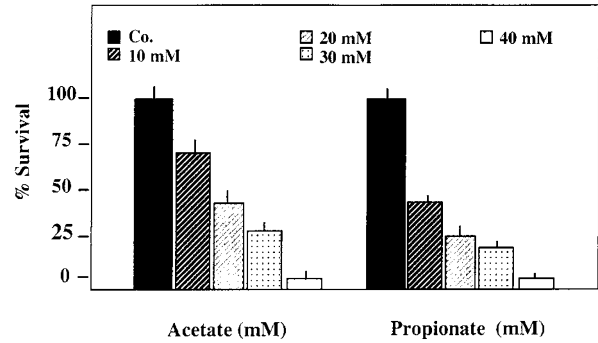 Co.
10 mM
20 mM
30 mM
40 mM
% Survival
100
75
50
25
0
Acetate (mM)
Propionate (mM)